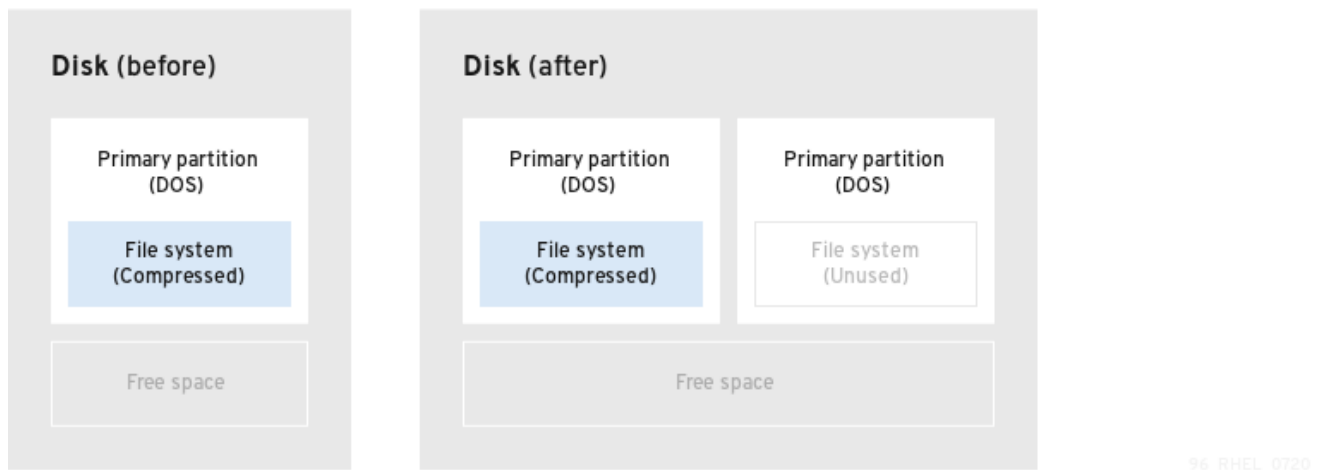 Disk (before)
Primary partition
(DOS)
File system
(Compressed)
Free space
Disk (after)
Primary partition
(DOS)
File system
(Compressed)
Primary partition
(DOS)
File system
(Unused)
Free space
96_RHEL_0720